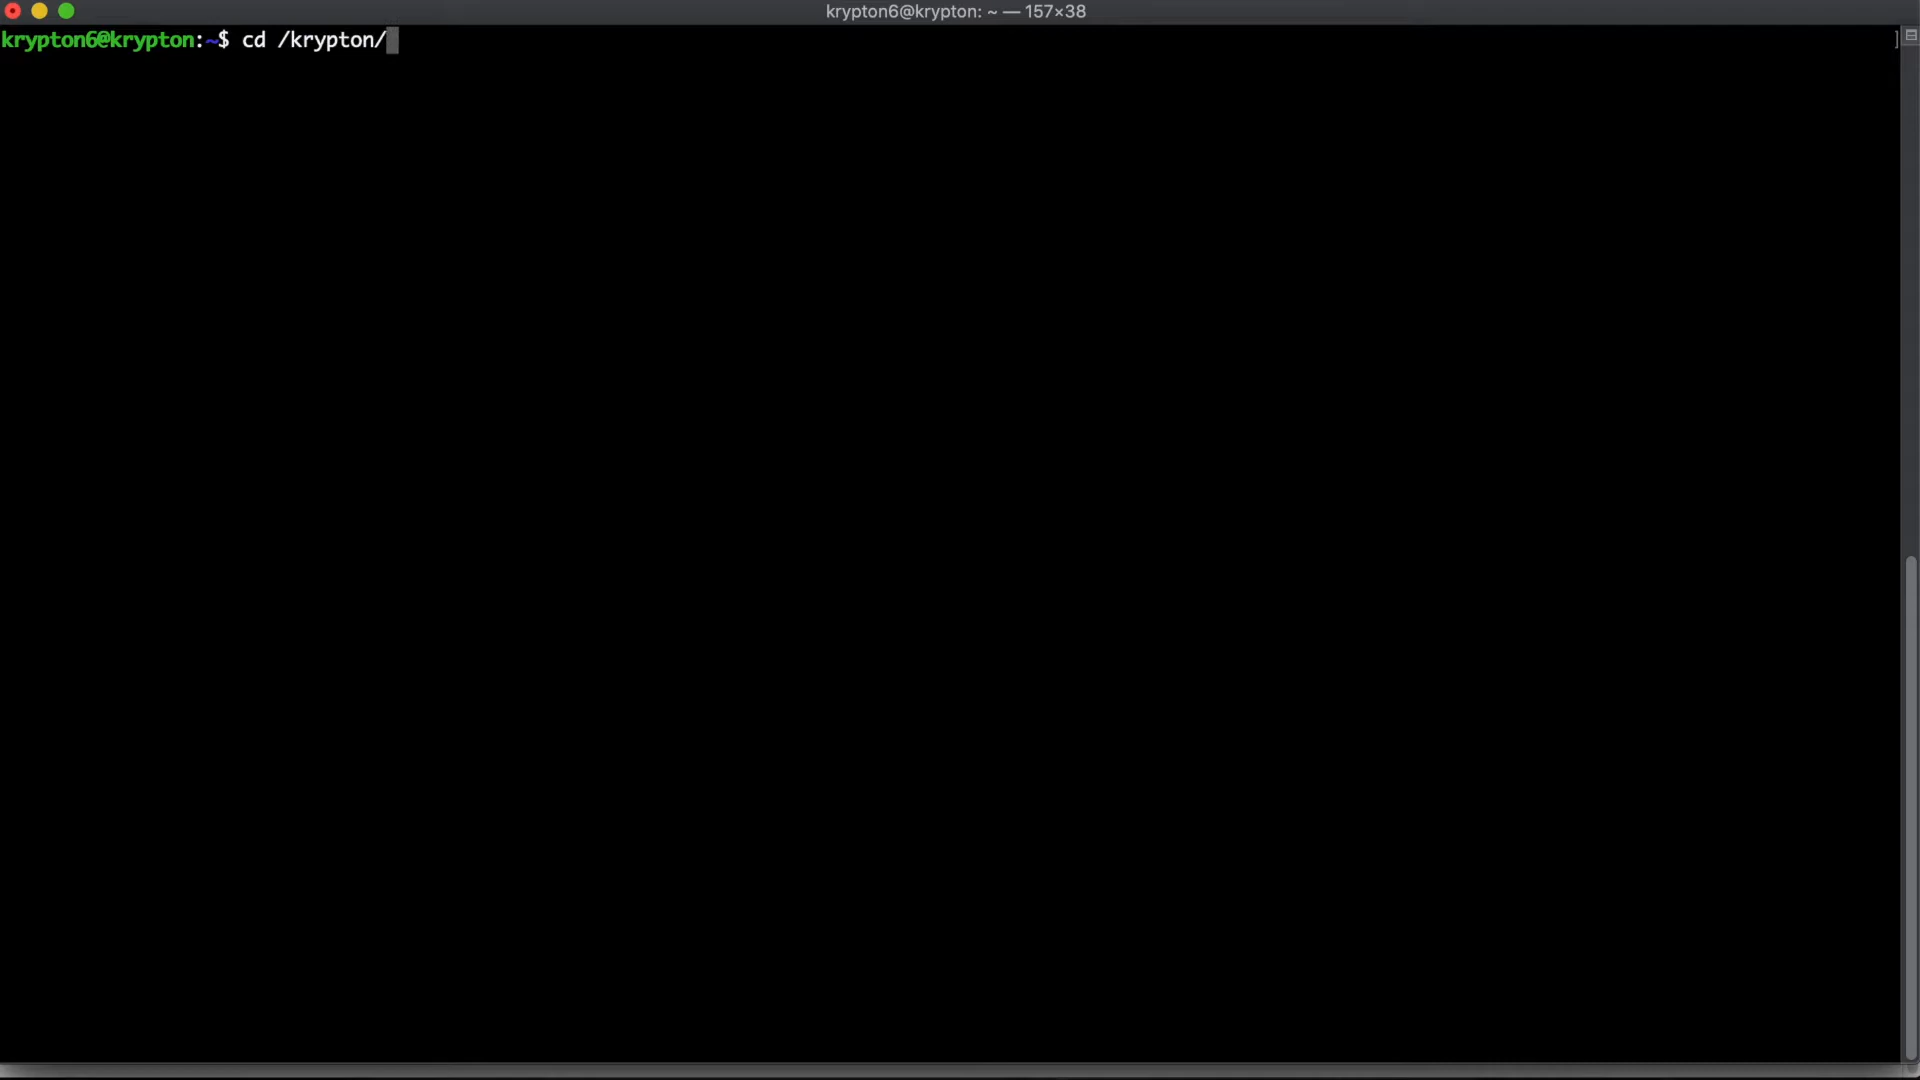 krypton6@krypton: ~ — 157×38
krypton6@krypton:~$ cd /krypton/